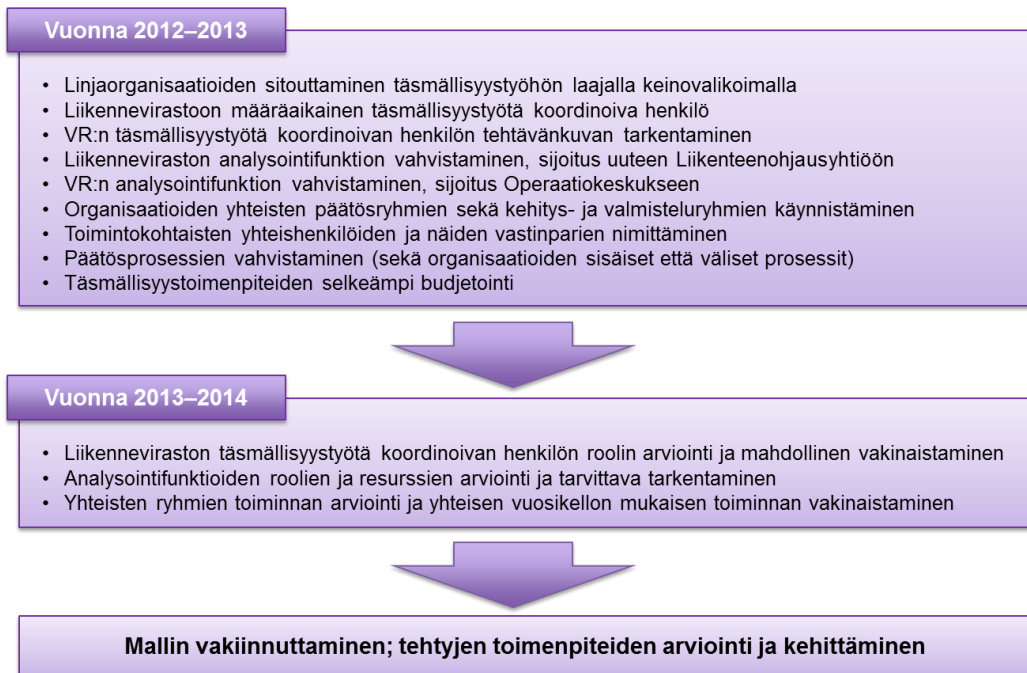 Vuonna 2012–2013
• Linjaorganisaatioiden sitouttaminen täsmällisyystyöhön laajalla keinovalikoimalla
• Liikennevirastoon määräaikainen täsmällisyystyötä koordinoiva henkilö
• VR:n täsmällisyystyötä koordinoivan henkilön tehtävänkuvan tarkentaminen
• Liikenneviraston analysointifunktion vahvistaminen, sijoitus uuteen Liikenteenohjausyhtiöön
• VR:n analysointifunktion vahvistaminen, sijoitus Operaatiokeskukseen
• Organisaatioiden yhteisten päätösryhmien sekä kehitys- ja valmisteluryhmien käynnistäminen
• Toimintokohtaisten yhteishenkilöiden ja näiden vastinparien nimittäminen
• Päätösprosessien vahvistaminen (sekä organisaatioiden sisäiset että väliset prosessit)
• Täsmällisyystoimenpiteiden selkeämpi budjetointi
Vuonna 2013–2014
• Liikenneviraston täsmällisyystyötä koordinoivan henkilön roolin arviointi ja mahdollinen vakinaistaminen
• Analysointifunktioiden roolien ja resurssien arviointi ja tarvittava tarkentaminen
• Yhteisten ryhmien toiminnan arviointi ja yhteisen vuosikellon mukaisen toiminnan vakinaistaminen
Mallin vakiinnuttaminen; tehtyjen toimenpiteiden arviointi ja kehittäminen